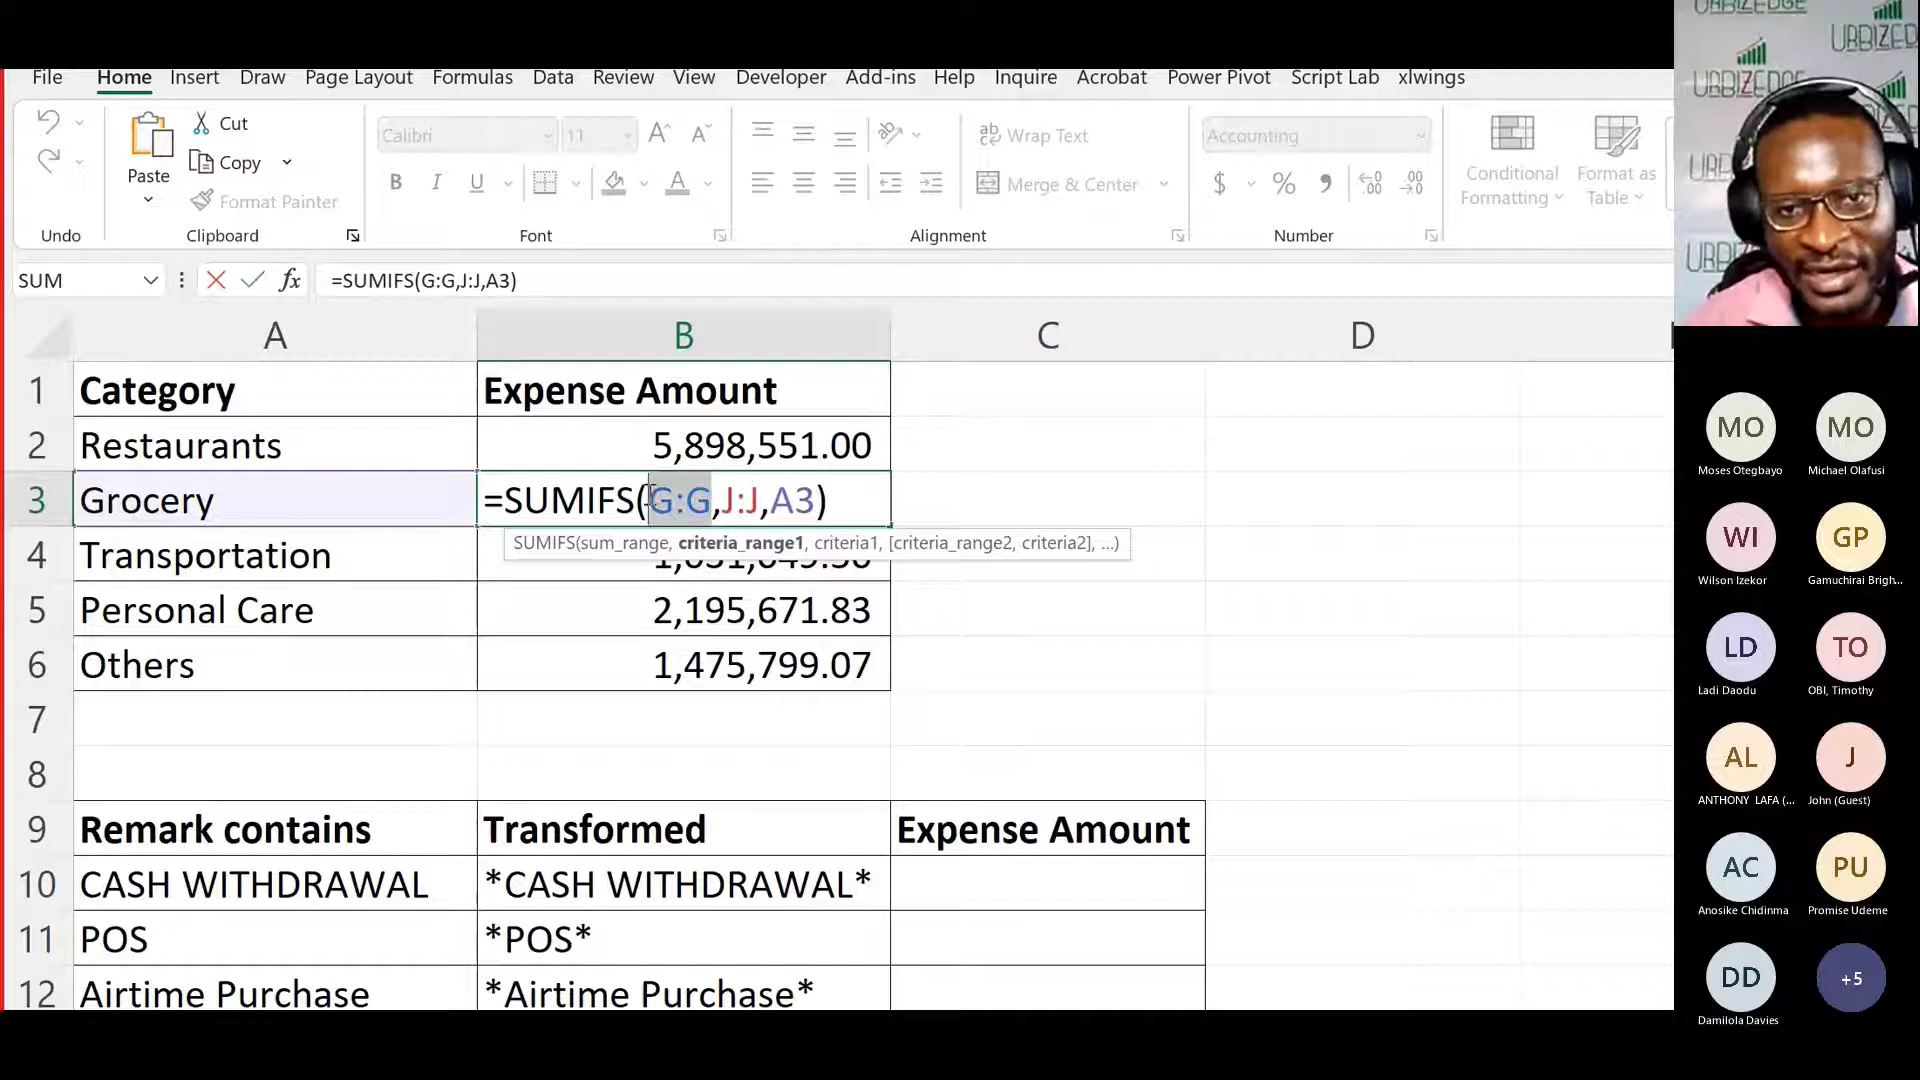 File Home Insert Draw Page Layout Formulas Data Review View Developer Add-ins Help Inquire Acrobat Power Pivot Script Lab xlwings
Undo
Paste
Cut
Copy
Format Painter
Clipboard
Calibri 11
B I U
Font
Wrap Text
Merge & Center
Alignment
Accounting
$ %
Number
Conditional
Formatting
Format as
Table
SUM fx =SUMIFS(G:G,J:J,A3)
A B C D
1 Category Expense Amount
2 Restaurants 5,898,551.00
3 Grocery =SUMIFS(G:G,J:J,A3)
SUMIFS(sum_range, criteria_range1, criteria1, [criteria_range2, criteria2], ...)
4 Transportation
5 Personal Care 2,195,671.83
6 Others 1,475,799.07
7
8
9 Remark contains Transformed Expense Amount
10 CASH WITHDRAWAL *CASH WITHDRAWAL*
11 POS *POS*
12 Airtime Purchase *Airtime Purchase*
MO MO
Moses Otegbayo Michael Olafusi
WI GP
Wilson Izekor Gamuchirai Brigh...
LD TO
Ladi Daodu OBI, Timothy
AL J
ANTHONY LAFA (... John (Guest)
AC PU
Anosike Chidinma Promise Udeme
DD +5
Damilola Davies